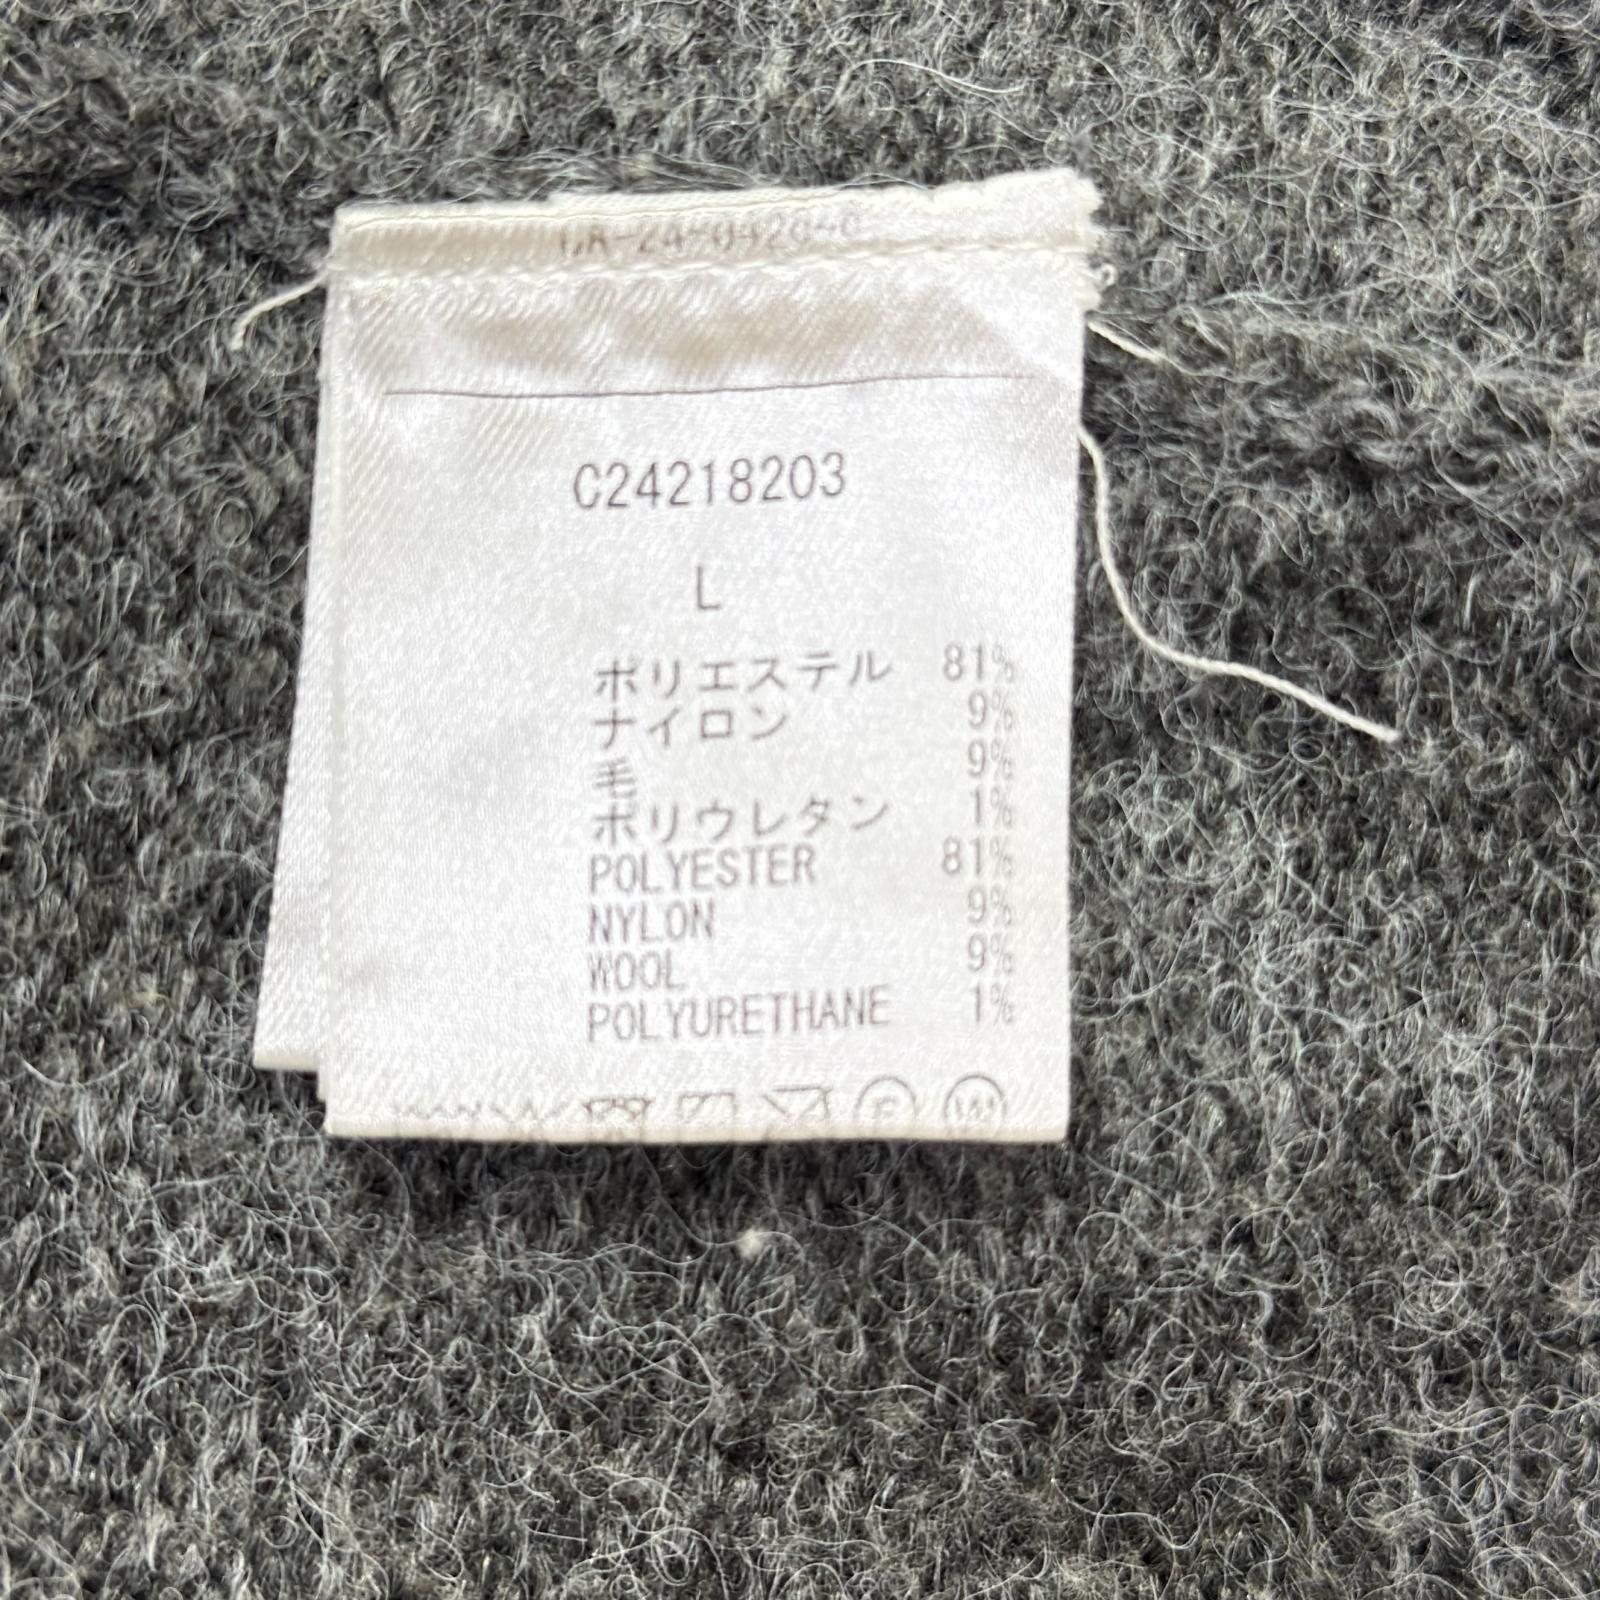 C24218203
L
ポリエステル 81%
ナイロン 9%
毛 9%
ポリウレタン 1%
POLYESTER 81%
NYLON 9%
WOOL 9%
POLYURETHANE 1%